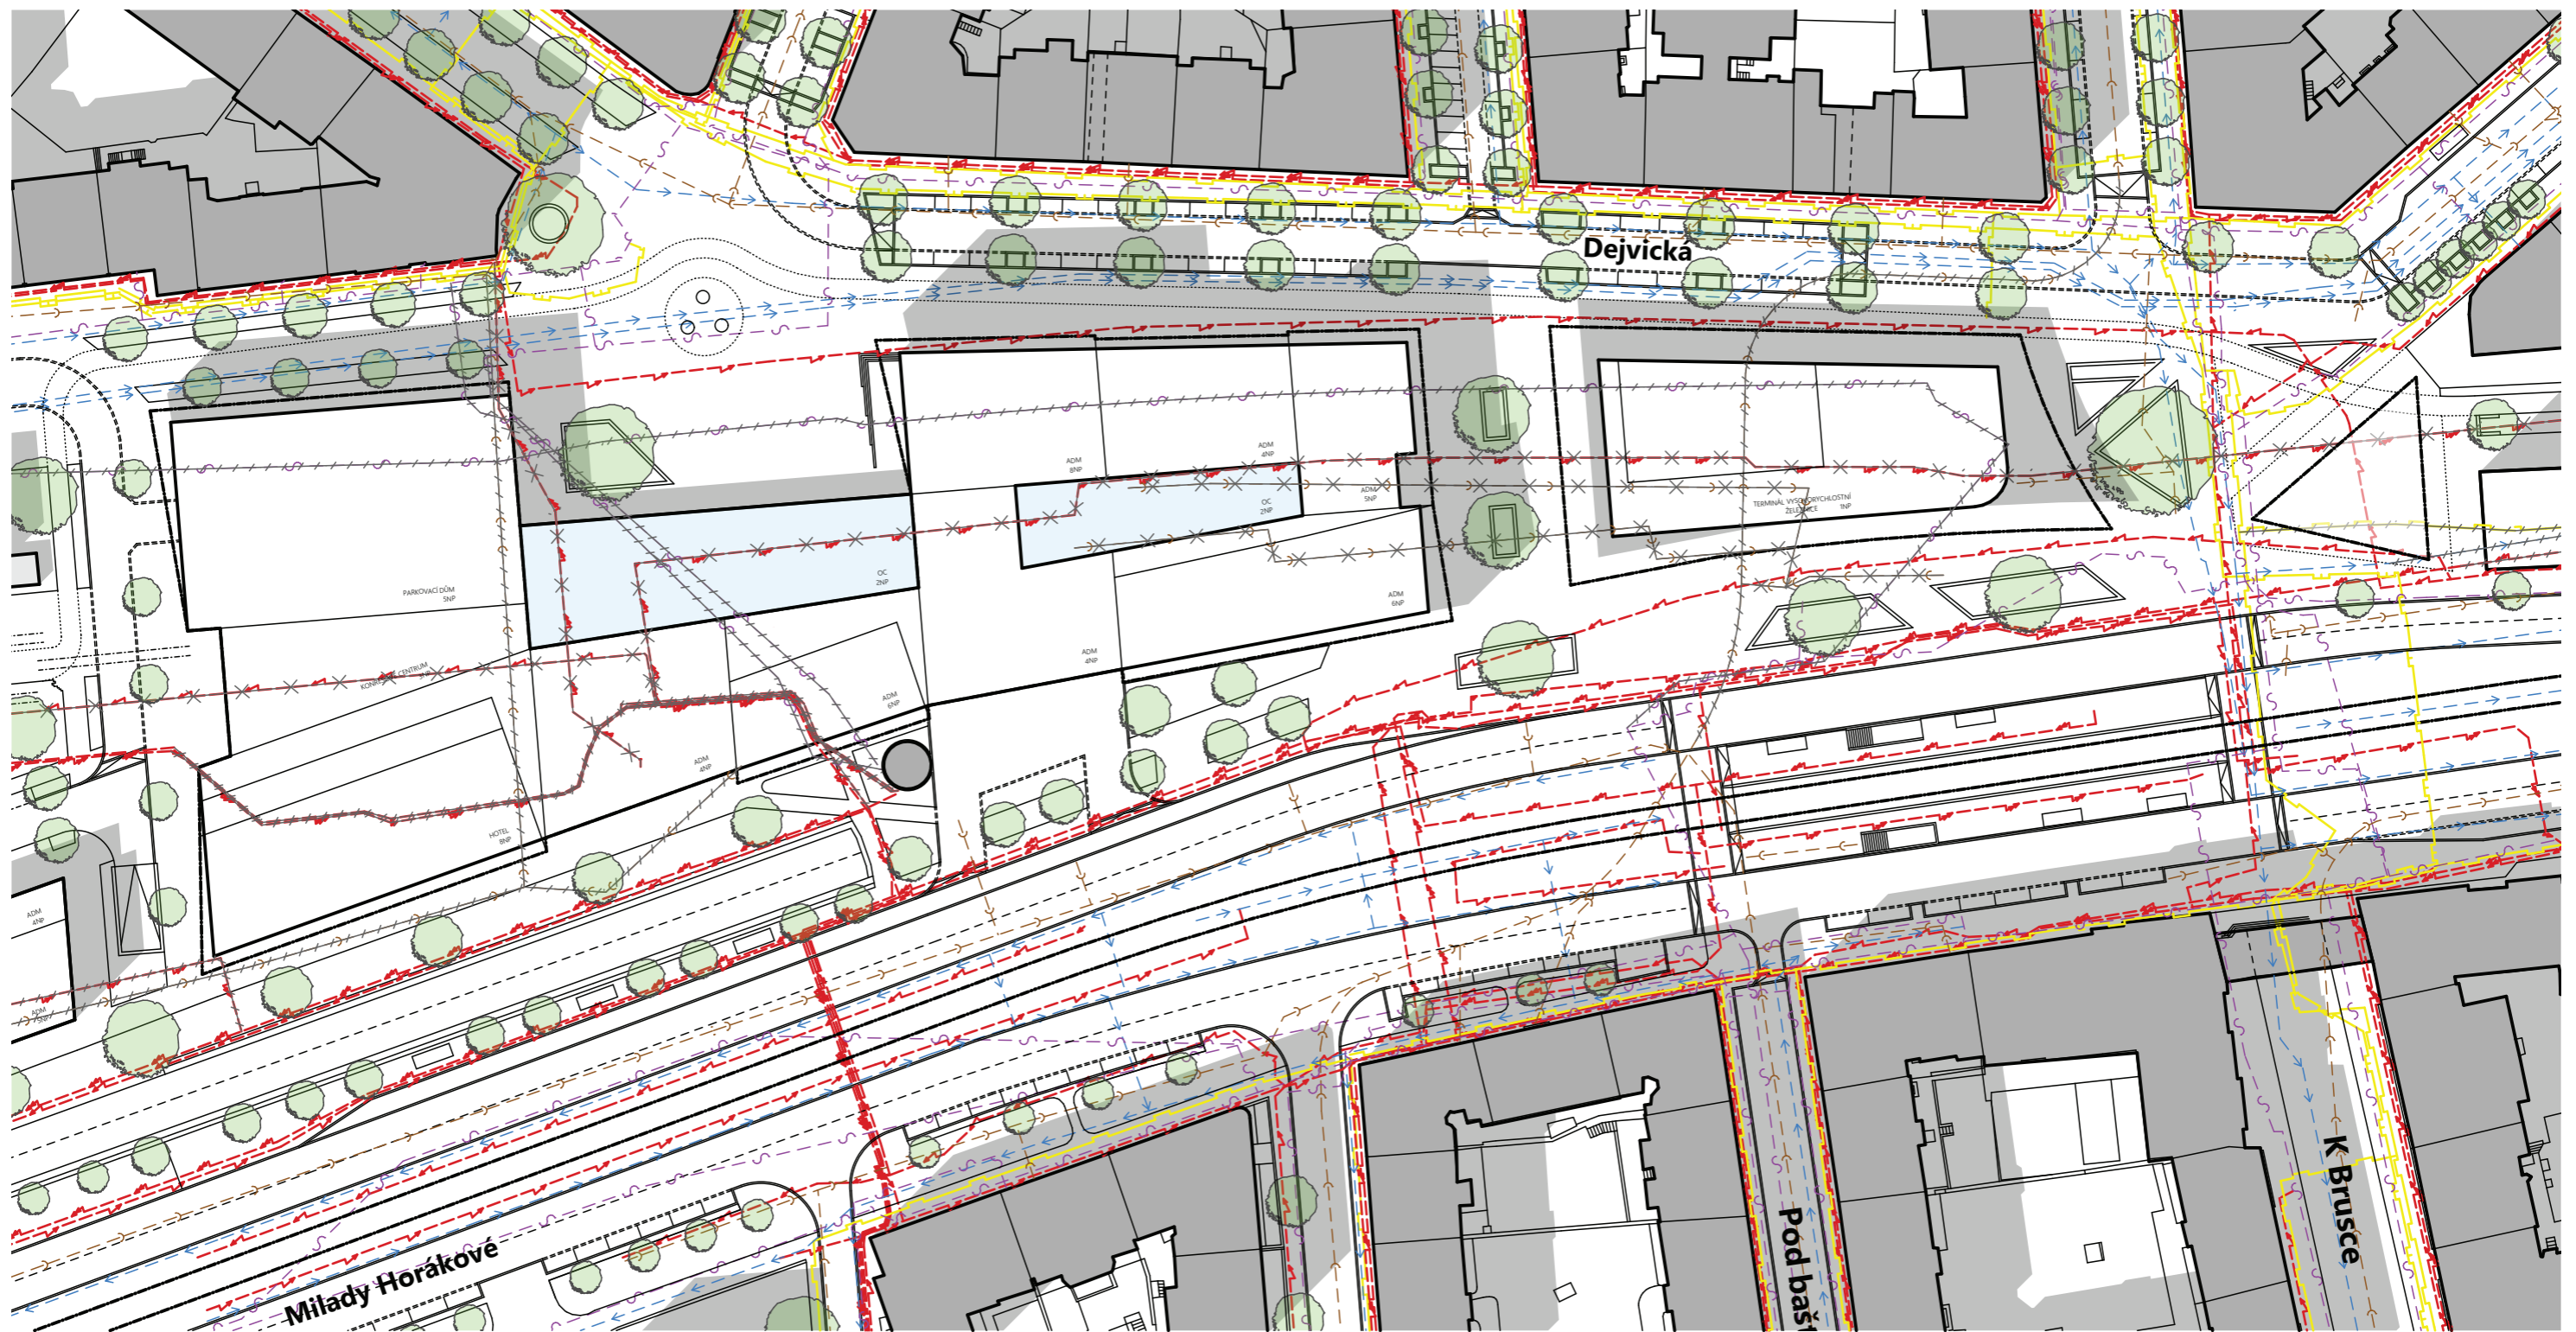 Dejvická
ADM
8NP
ADM
4NP
ADM
5NP
OC
2NP
TERMINÁL VYSOKORYCHLOSTNÍ
ŽELEZNICE 1NP
OC
2NP
PARKOVACÍ DŮM
5NP
ADM
6NP
ADM
4NP
ADM
6NP
ADM
4NP
HOTEL
8NP
ADM
4NP
ADM
Milady Horákové
Pod bašt
K Brusce